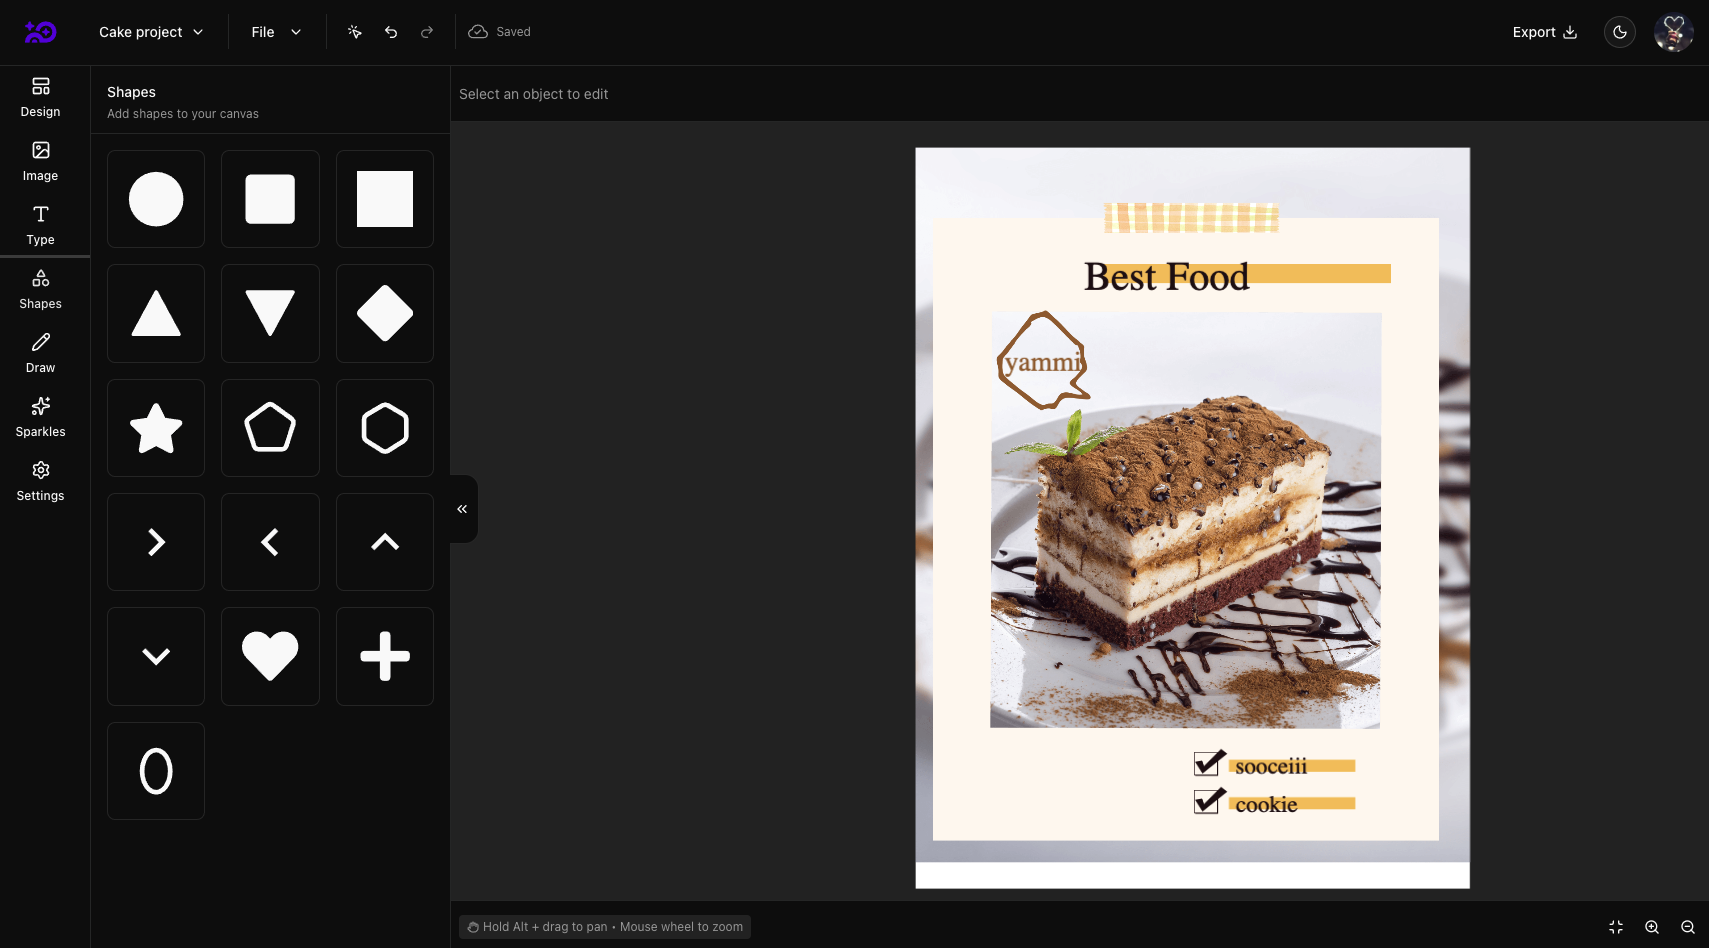 Cake project
File
Saved
Export
Design
Image
Type
Shapes
Draw
Sparkles
Settings
Shapes
Add shapes to your canvas
Select an object to edit
Best Food
yammi
sooceiii
cookie
Hold Alt + drag to pan • Mouse wheel to zoom